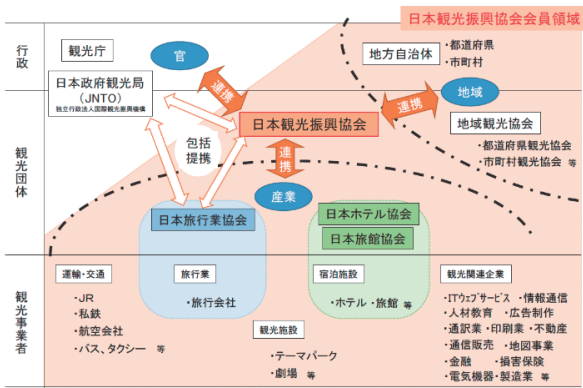 日本観光振興協会会員領域
行政
観光庁
官
地方自治体
・都道府県
・市町村
日本政府観光局
(JNTO)
独立行政法人国際観光振興機構
連携
連携
地域
日本観光振興協会
地域観光協会
・都道府県観光協会
・市町村観光協会 等
観光団体
包括
提携
連携
産業
日本旅行業協会
日本ホテル協会
日本旅館協会
観光事業者
運輸・交通
・JR
・私鉄
・航空会社
・バス、タクシー 等
旅行業
・旅行会社
宿泊施設
・ホテル・旅館 等
観光施設
・テーマパーク
・劇場 等
観光関連企業
・ITウェブサービス ・情報通信
・人材教育 ・広告制作
・通訳業 ・印刷業 ・不動産
・通信販売 ・地図事業
・金融 ・損害保険
・電気機器・製造業 等